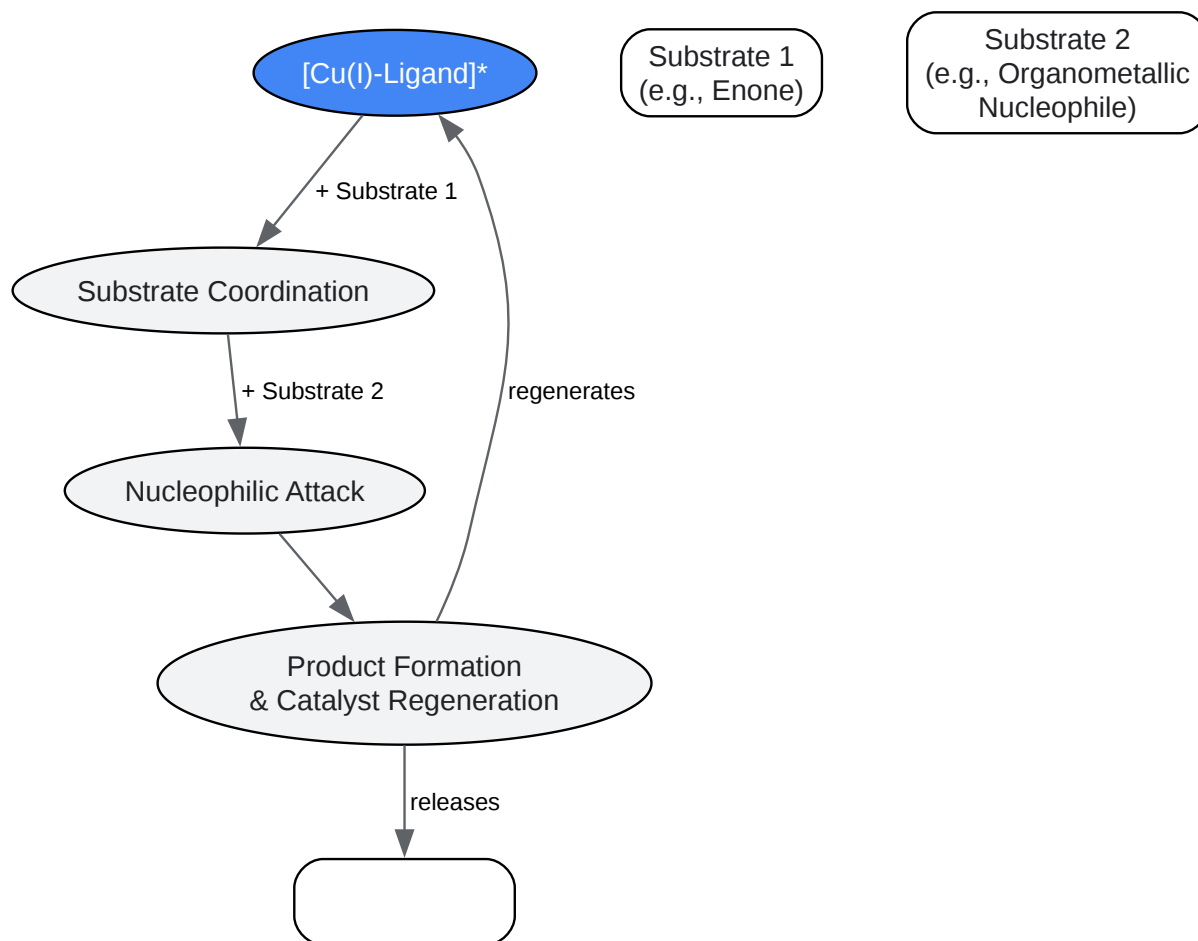 [Cu(I)-Ligand]*
Substrate 1
(e.g., Enone)
Substrate 2
(e.g., Organometallic
Nucleophile)
+ Substrate 1
Substrate Coordination
+ Substrate 2
regenerates
Nucleophilic Attack
Product Formation
& Catalyst Regeneration
releases